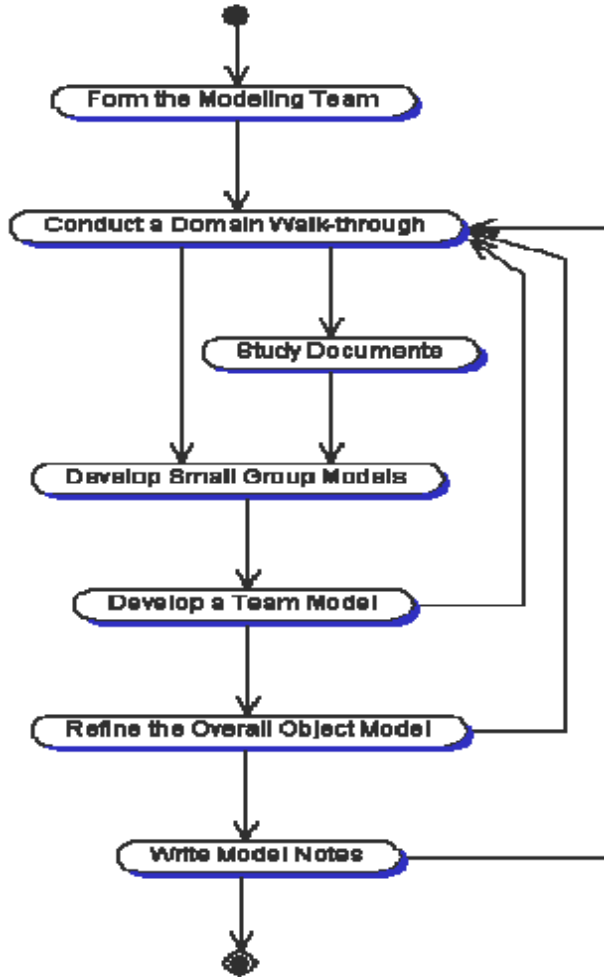 Form the Modeling Team
Conduct a Domain Walk-through
Study Documents
Develop Small Group Models
Develop a Team Model
Refine the Overall Object Model
Write Model Notes